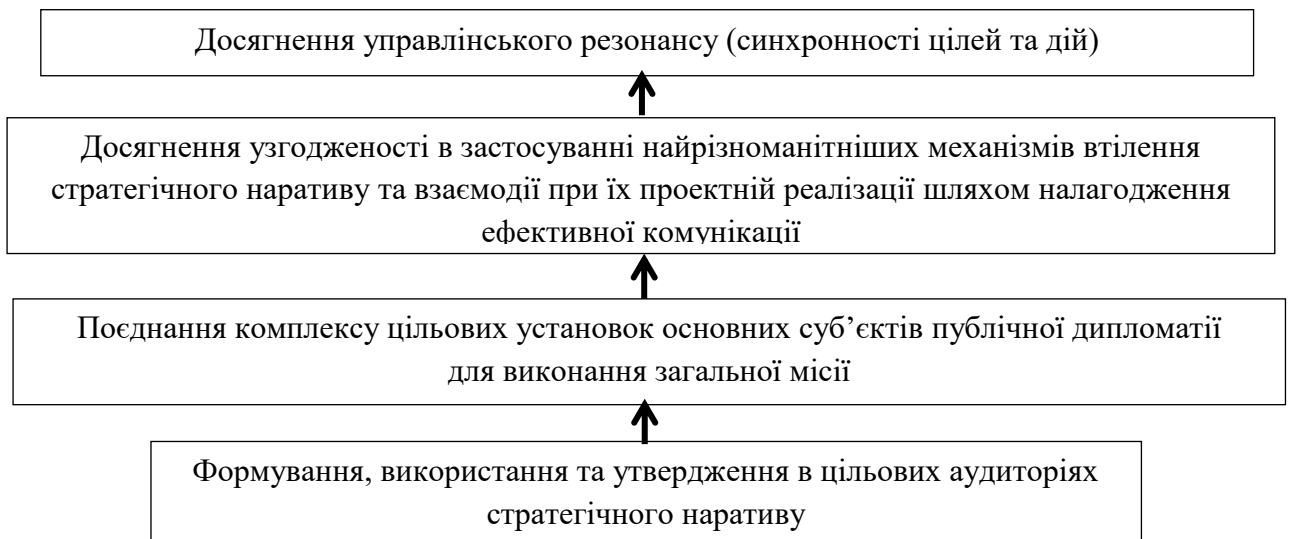 Досягнення управлінського резонансу (синхронності цілей та дій)
Досягнення узгодженості в застосуванні найрізноманітніших механізмів втілення
стратегічного наративу та взаємодії при їх проектній реалізації шляхом налагодження
ефективної комунікації
Поєднання комплексу цільових установок основних суб’єктів публічної дипломатії
для виконання загальної місії
Формування, використання та утвердження в цільових аудиторіях
стратегічного наративу